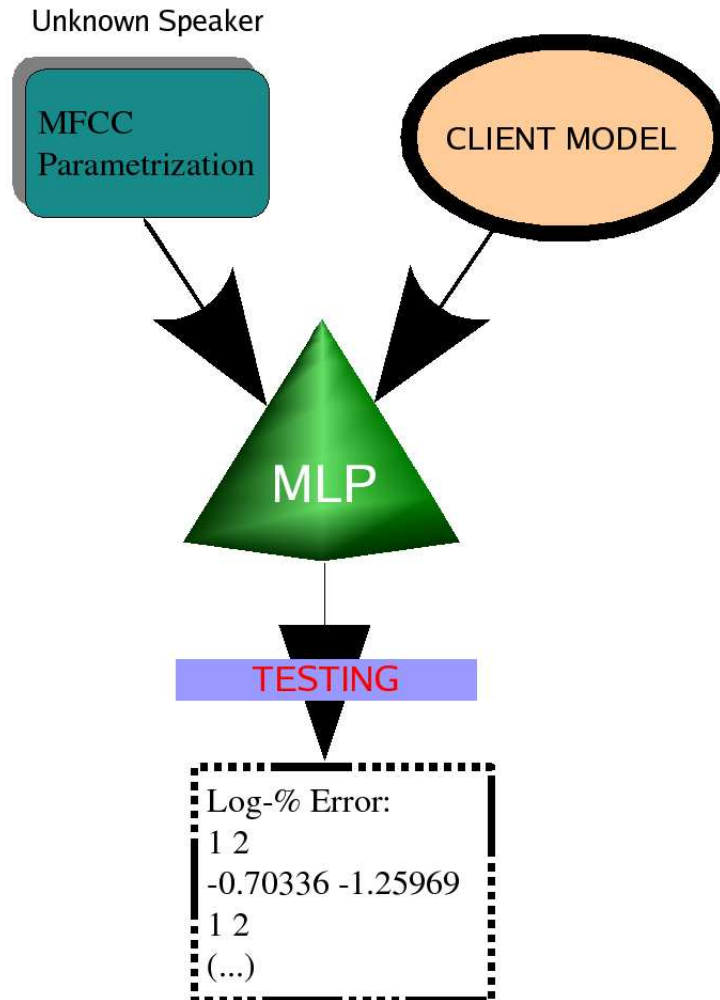 Unknown Speaker
MFCC
Parametrization
CLIENT MODEL
MLP
TESTING
Log-% Error:
1 2
-0.70336 -1.25969
1 2
(...)